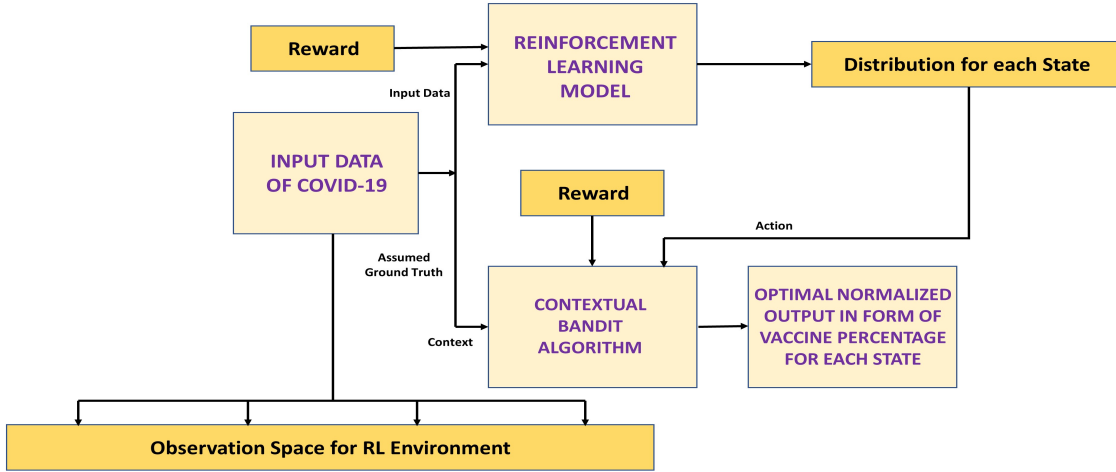 Reward
REINFORCEMENT
LEARNING
MODEL
Distribution for each State
Input Data
INPUT DATA
OF COVID-19
Reward
Action
Assumed
Ground Truth
Context
CONTEXTUAL
BANDIT
ALGORITHM
OPTIMAL NORMALIZED
OUTPUT IN FORM OF
VACCINE PERCENTAGE
FOR EACH STATE
Observation Space for RL Environment